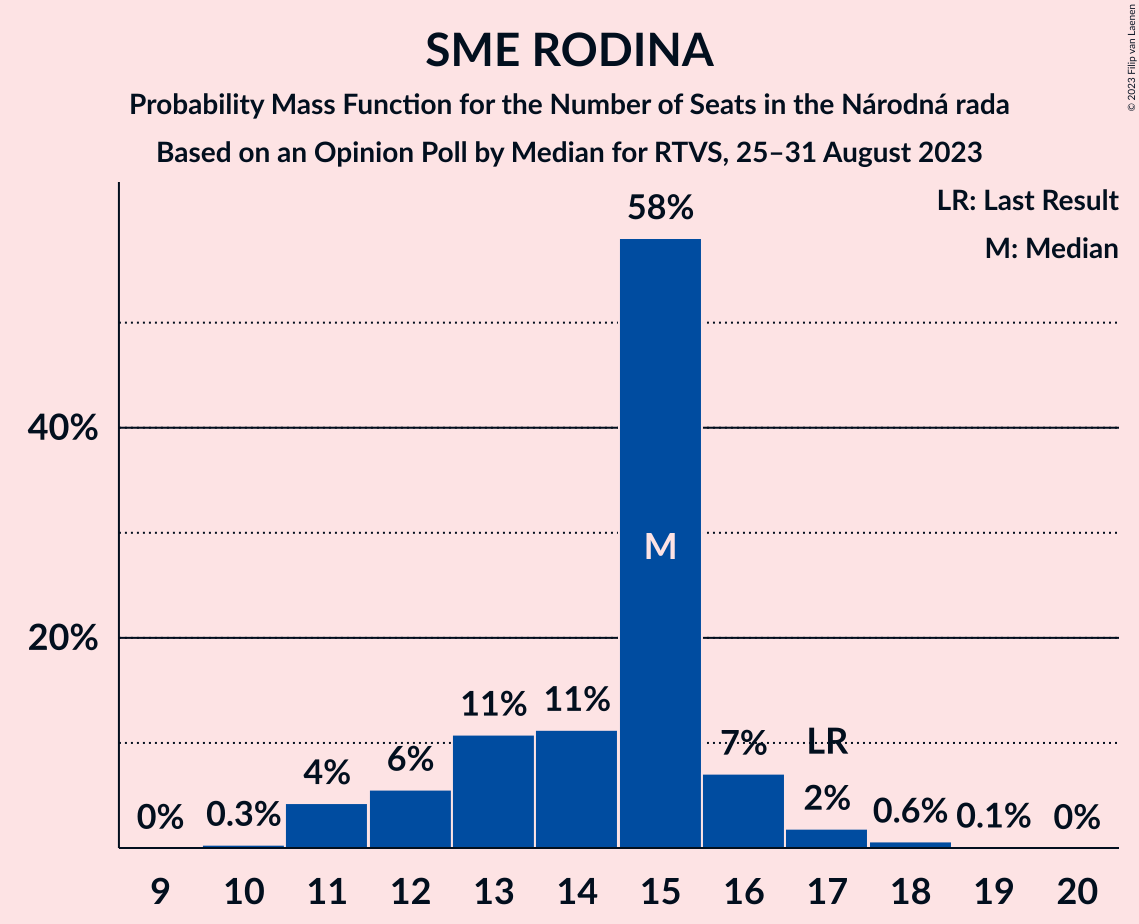 SME RODINA
Probability Mass Function for the Number of Seats in the Národná rada
Based on an Opinion Poll by Median for RTVS, 25–31 August 2023
© 2023 Filip van Laenen
LR: Last Result
M: Median
58%
40%
M
20%
11%
11%
7%
LR
6%
4%
2%
0.6%
0.3%
0.1%
0%
0%
9 10 11 12 13 14 15 16 17 18 19 20